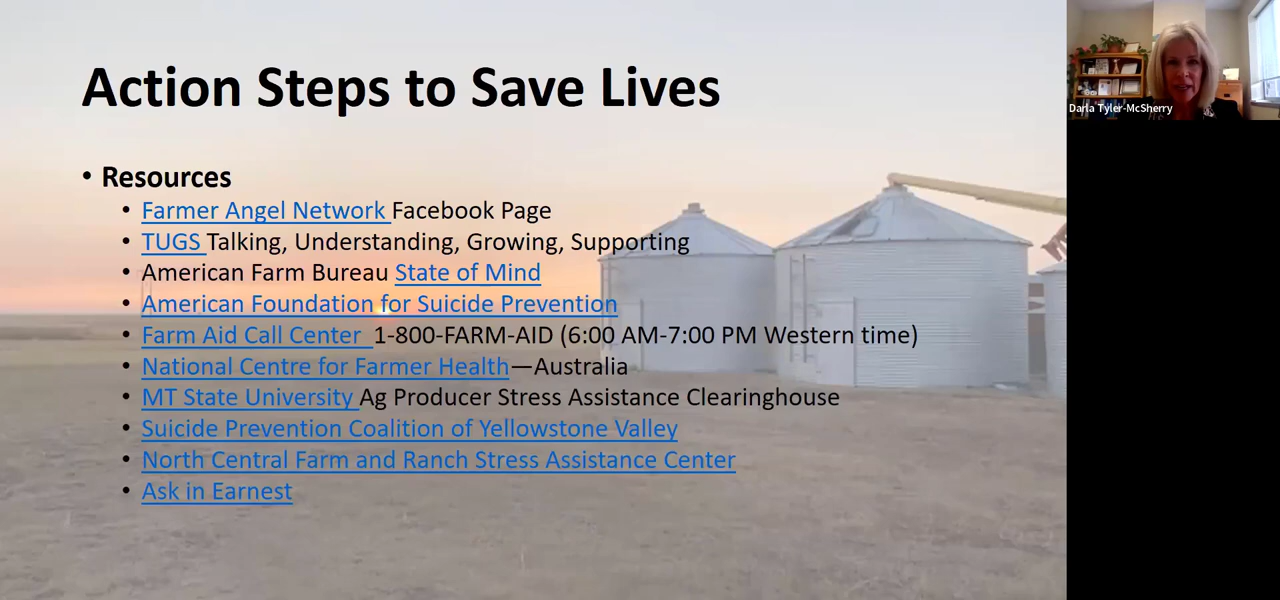 Action Steps to Save Lives
• Resources
• Farmer Angel Network Facebook Page
• TUGS Talking, Understanding, Growing, Supporting
• American Farm Bureau State of Mind
• American Foundation for Suicide Prevention
• Farm Aid Call Center 1-800-FARM-AID (6:00 AM-7:00 PM Western time)
• National Centre for Farmer Health—Australia
• MT State University Ag Producer Stress Assistance Clearinghouse
• Suicide Prevention Coalition of Yellowstone Valley
• North Central Farm and Ranch Stress Assistance Center
• Ask in Earnest
Darla Tyler-McSherry